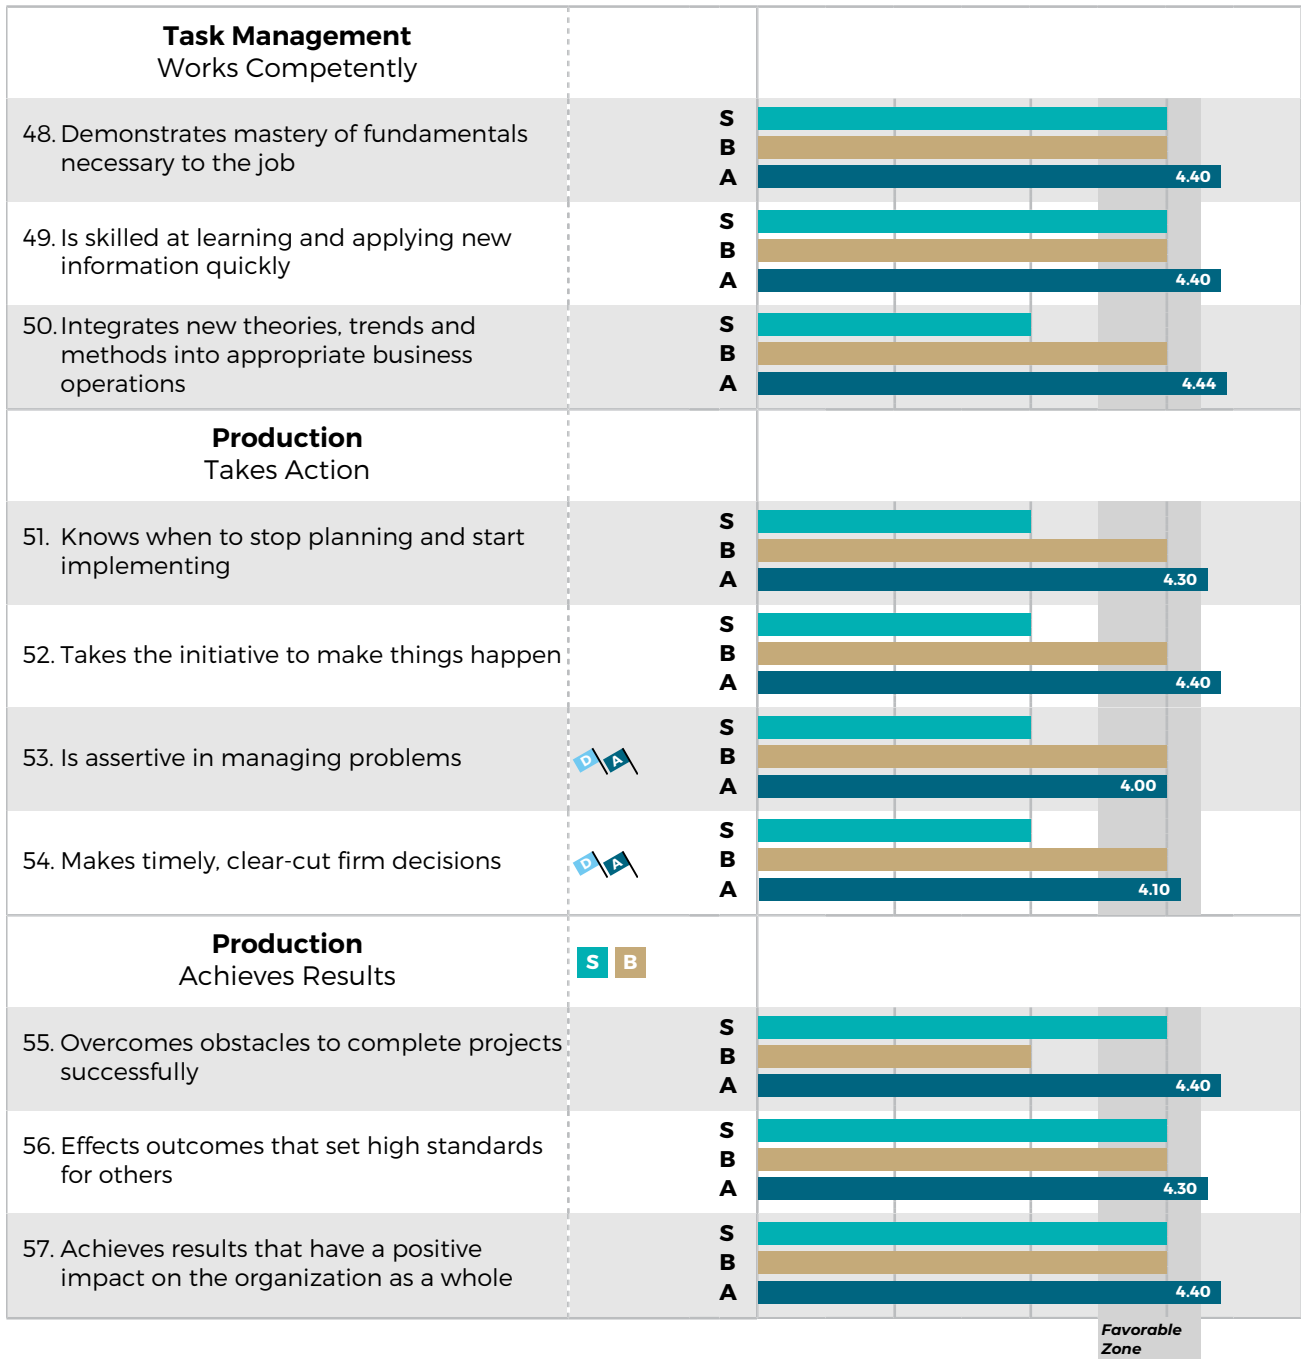 Task Management
Works Competently
48. Demonstrates mastery of fundamentals
necessary to the job
S
B
A
4.40
49. Is skilled at learning and applying new
information quickly
S
B
A
4.40
50. Integrates new theories, trends and
methods into appropriate business
operations
S
B
A
4.44
Production
Takes Action
51. Knows when to stop planning and start
implementing
S
B
A
4.30
52. Takes the initiative to make things happen
S
B
A
4.40
53. Is assertive in managing problems
D A
S
B
A
4.00
54. Makes timely, clear-cut firm decisions
D A
S
B
A
4.10
Production
Achieves Results
S B
55. Overcomes obstacles to complete projects
successfully
S
B
A
4.40
56. Effects outcomes that set high standards
for others
S
B
A
4.30
57. Achieves results that have a positive
impact on the organization as a whole
S
B
A
4.40
Favorable
Zone